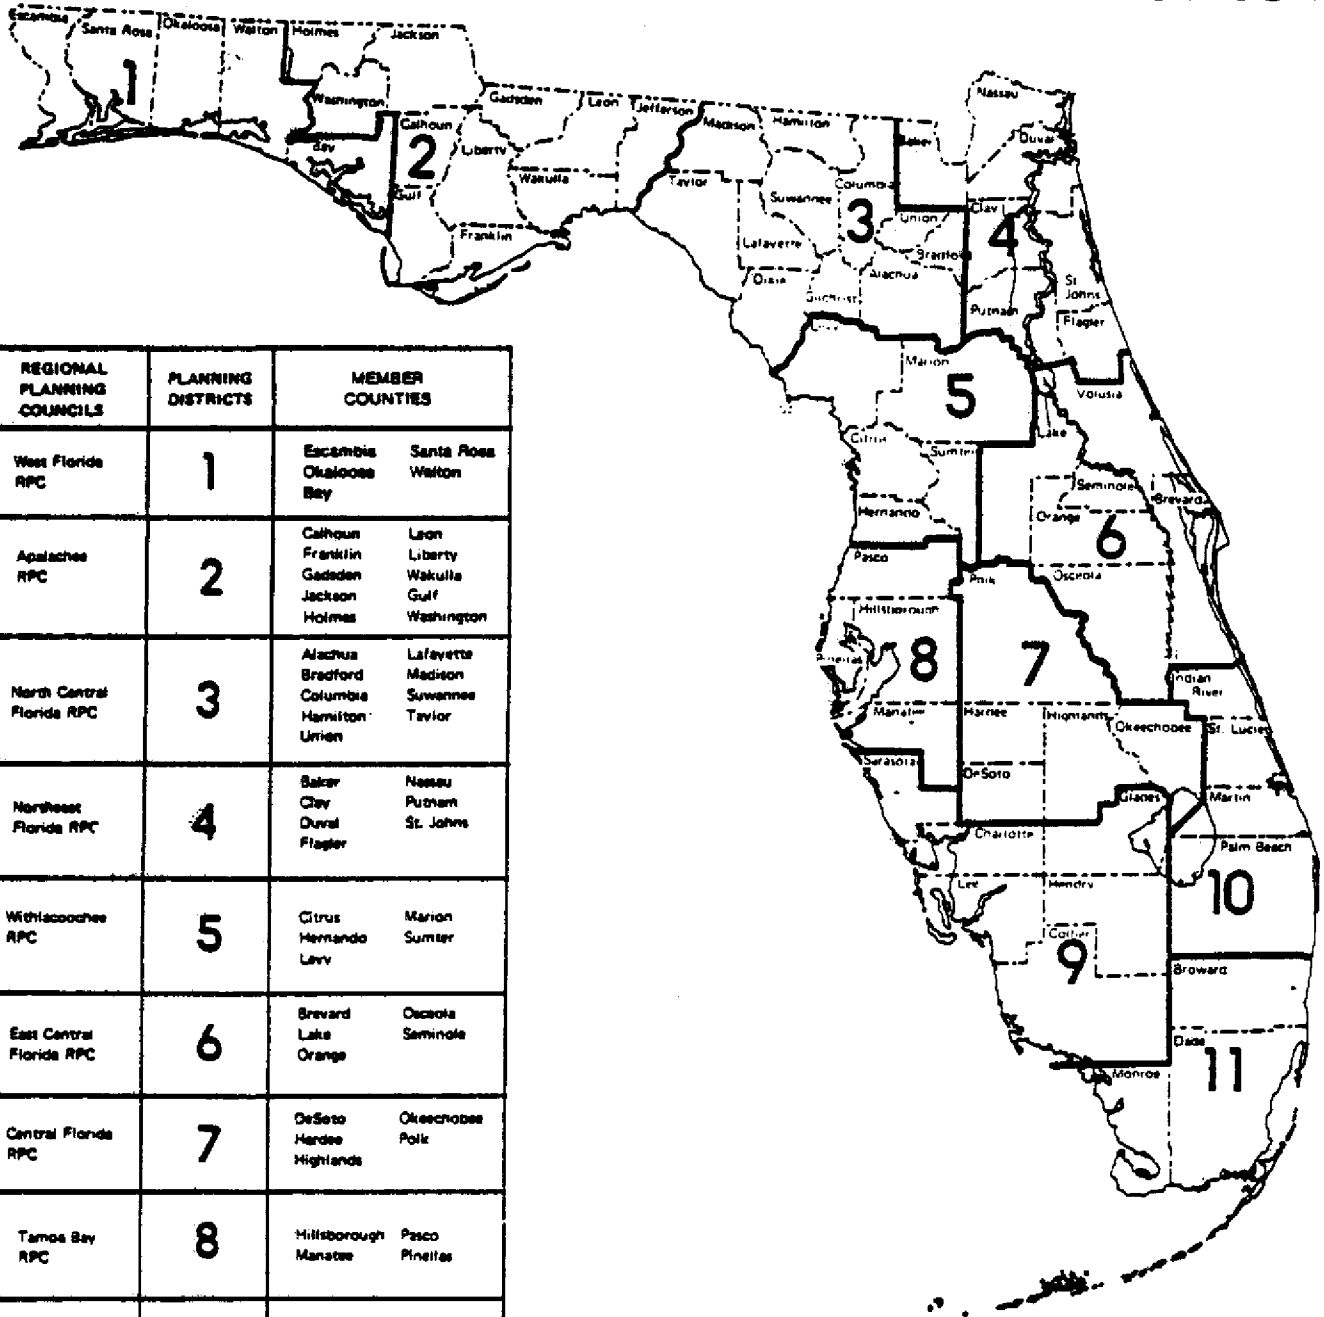 Escambia
Santa Rosa
Okaloosa
Walton
Holmes
Jackson
1
Washington
Bay
Calhoun
2
Gulf
Liberty
Gadsden
Leon
Jefferson
Wakulla
Franklin
Madison
Hamilton
Taylor
Suwannee
Columbia
3
Lafayette
Dixie
Gilchrist
Alachua
Union
Bradford
Baker
Nassau
Duval
Clay
4
Putnam
St
Johns
Flagler
Levy
Marion
5
Volusia
Lake
Citrus
Sumter
Hernando
Seminole
Orange
Brevard
6
Osceola
Pasco
Polk
Hillsborough
Pinellas
8
7
Manatee
Hardee
Highlands
Okeechobee
Indian
River
St. Lucie
Sarasota
DeSoto
Glades
Martin
Charlotte
Palm Beach
10
Lee
Hendry
Collier
9
Broward
Dade
11
Monroe
REGIONAL PLANNING COUNCILS
PLANNING DISTRICTS
MEMBER COUNTIES
West Florida RPC
1
Escambia Santa Rosa
Okaloosa Walton
Bay
Apalachee RPC
2
Calhoun Leon
Franklin Liberty
Gadsden Wakulla
Jackson Gulf
Holmes Washington
North Central Florida RPC
3
Alachua Lafayette
Bradford Madison
Columbia Suwannee
Hamilton Taylor
Union
Northeast Florida RPC
4
Baker Nassau
Clay Putnam
Duval St. Johns
Flagler
Withlacoochee RPC
5
Citrus Marion
Hernando Sumter
Levy
East Central Florida RPC
6
Brevard Osceola
Lake Seminole
Orange
Central Florida RPC
7
DeSoto Okeechobee
Hardee Polk
Highlands
Tampa Bay RPC
8
Hillsborough Pasco
Manatee Pinellas